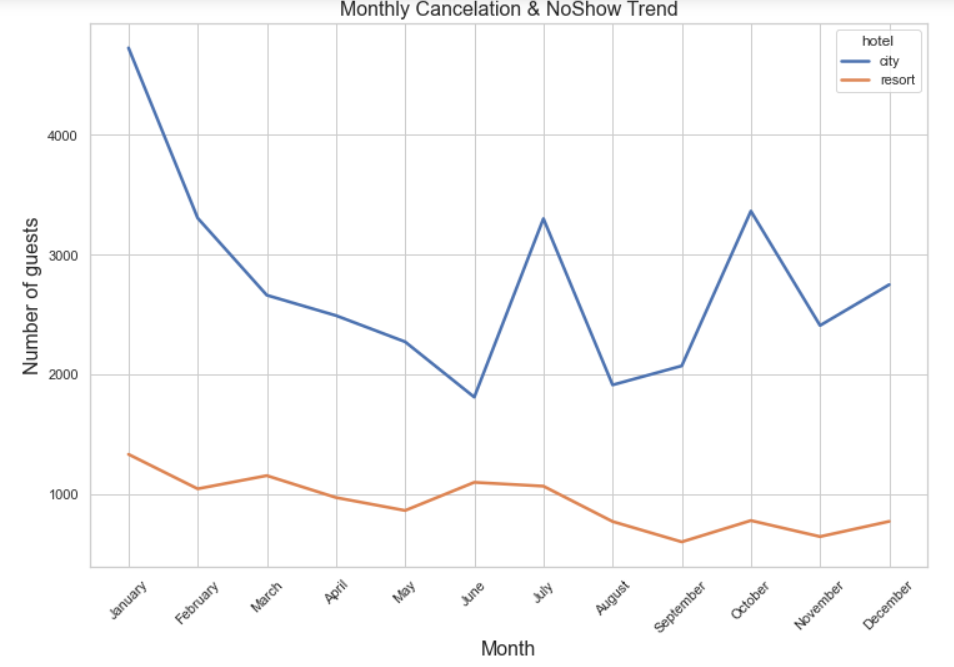 Monthly Cancelation & NoShow Trend
hotel
city
resort
4000
3000
2000
1000
Number of guests
January
February
March
April
May
June
July
August
September
October
November
December
Month